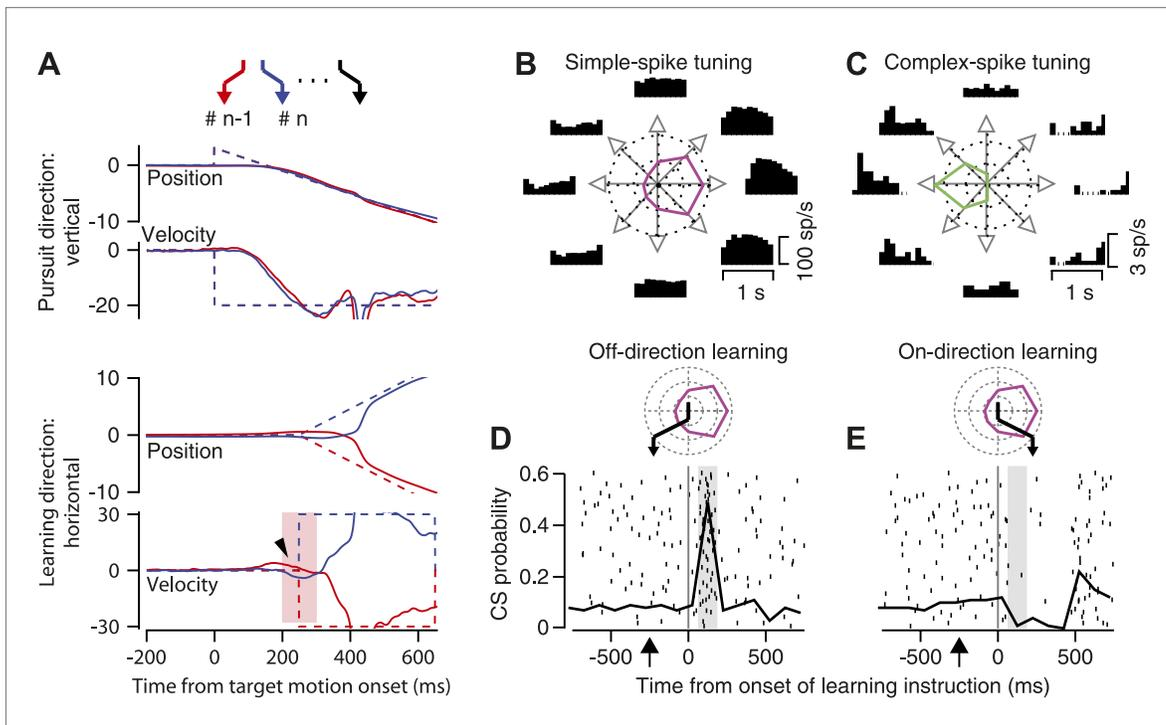 A
# n-1
# n
Pursuit direction:
vertical
0
Position
-10
Velocity
0
-20
Learning direction:
horizontal
10
0
Position
-10
30
0
Velocity
-30
-200 0 200 400 600
Time from target motion onset (ms)
B
Simple-spike tuning
100 sp/s
1 s
C
Complex-spike tuning
3 sp/s
1 s
Off-direction learning
D
CS probability
0.6
0.4
0.2
0
-500 0 500
On-direction learning
E
-500 0 500
Time from onset of learning instruction (ms)